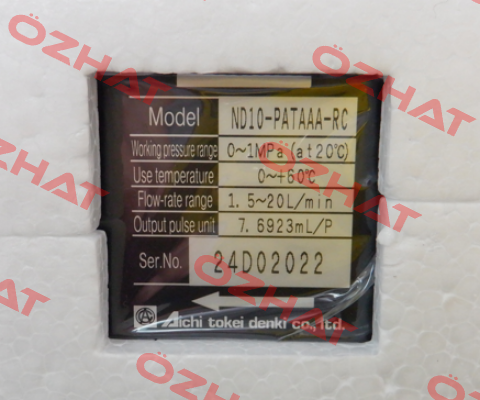 ÖZHAT
ÖZHAT
ÖZHAT
Model ND10-PATAAA-RC
Working pressure range 0~1MPa (at20℃)
Use temperature 0~+60℃
Flow-rate range 1.5~20L/min
Output pulse unit 7.6923mL/P
Ser.No. 24D02022
Aichi tokei denki co., ltd.
ÖZHAT
ÖZHAT
ÖZHAT
ÖZHAT
ÖZHAT